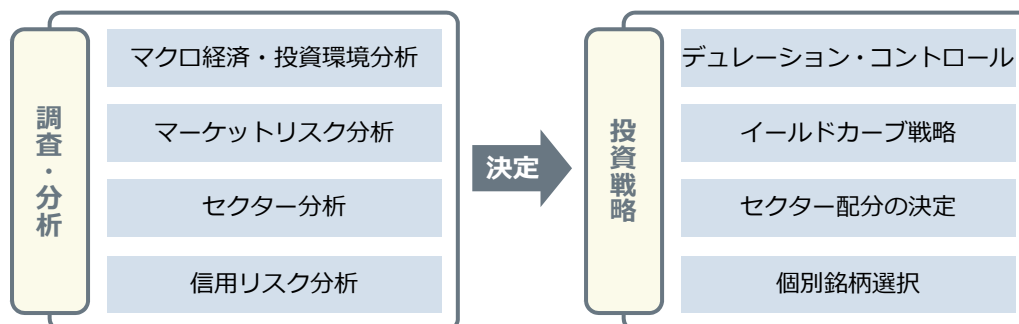 調査・分析
マクロ経済・投資環境分析
マーケットリスク分析
セクター分析
信用リスク分析
決定
投資戦略
デュレーション・コントロール
イールドカーブ戦略
セクター配分の決定
個別銘柄選択